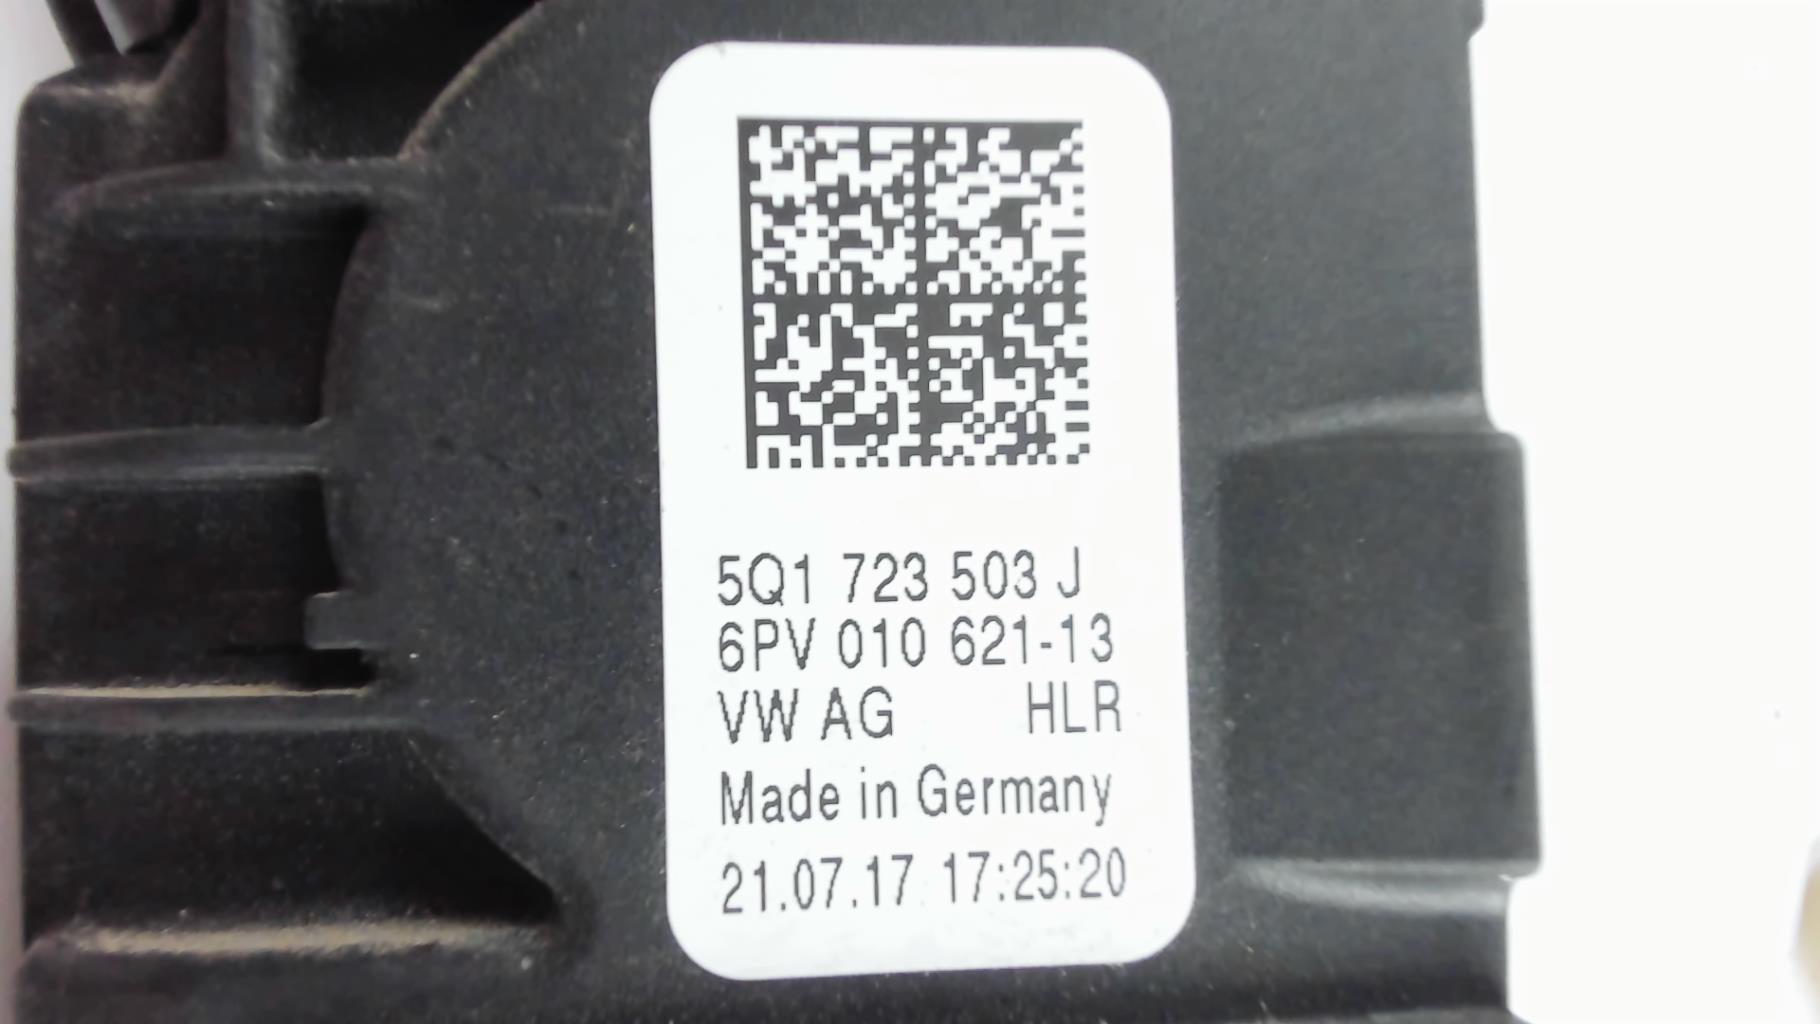 5Q1 723 503 J
6PV 010 621-13
VW AG HLR
Made in Germany
21.07.17 17:25:20